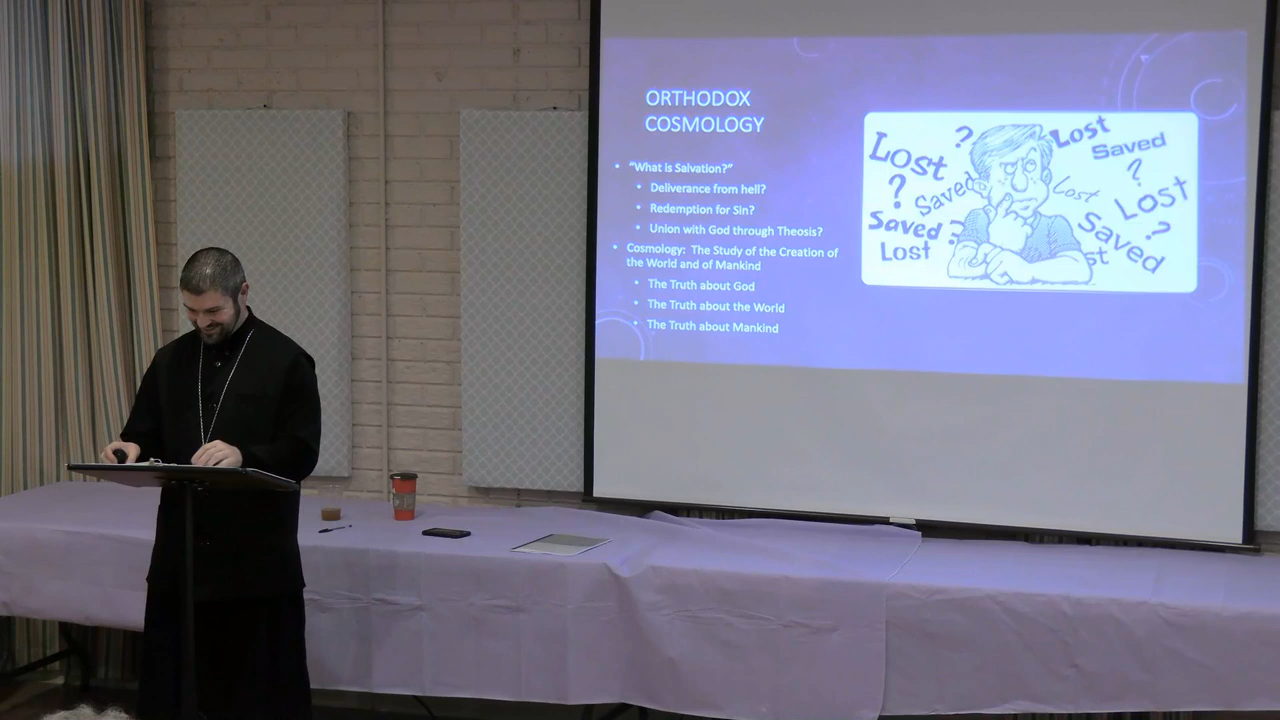 ORTHODOX
COSMOLOGY
"What is Salvation?"
Deliverance from hell?
Redemption for Sin?
Union with God through Theosis?
Cosmology: The Study of the Creation of
the World and of Mankind
The Truth about God
The Truth about the World
The Truth about Mankind
LOST
?
Lost
Saved
?
?
Saved
Lost
Lost
Saved
?
Saved
?
Lost
st